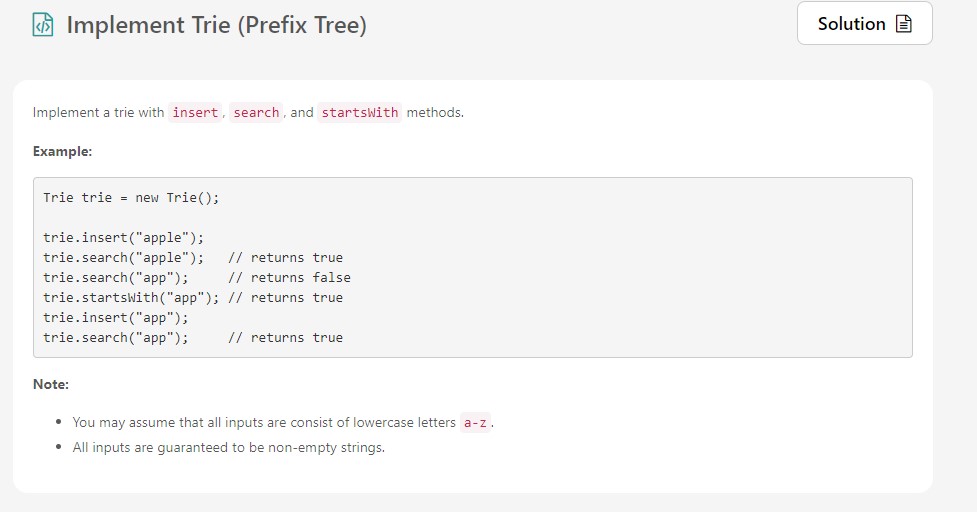 Implement Trie (Prefix Tree)
Solution
Implement a trie with insert, search, and startsWith methods.
Example:
Trie trie = new Trie();
trie.insert("apple");
trie.search("apple");   // returns true
trie.search("app");     // returns false
trie.startsWith("app"); // returns true
trie.insert("app");
trie.search("app");     // returns true
Note:
• You may assume that all inputs are consist of lowercase letters a-z.
• All inputs are guaranteed to be non-empty strings.